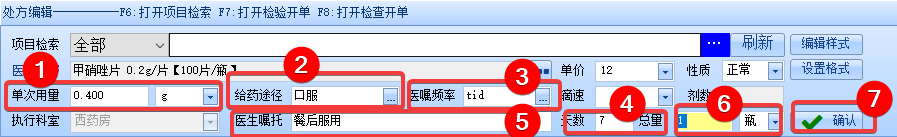 处方编辑————F6:打开项目检索 F7:打开检验开单 F8:打开检查开单
项目检索 全部 ... 刷新 编辑样式
医 甲硝唑片 0.2g/片【100片/瓶】 单价 12 性质 正常 设置格式
1 2 3 4 6 7
单次用量 0.400 g 给药途径 口服 ... 医嘱频率 tid ... 滴速 剂数
执行科室 西药房 医生嘱托 餐后服用 5 天数 7 总量 1 瓶 确认